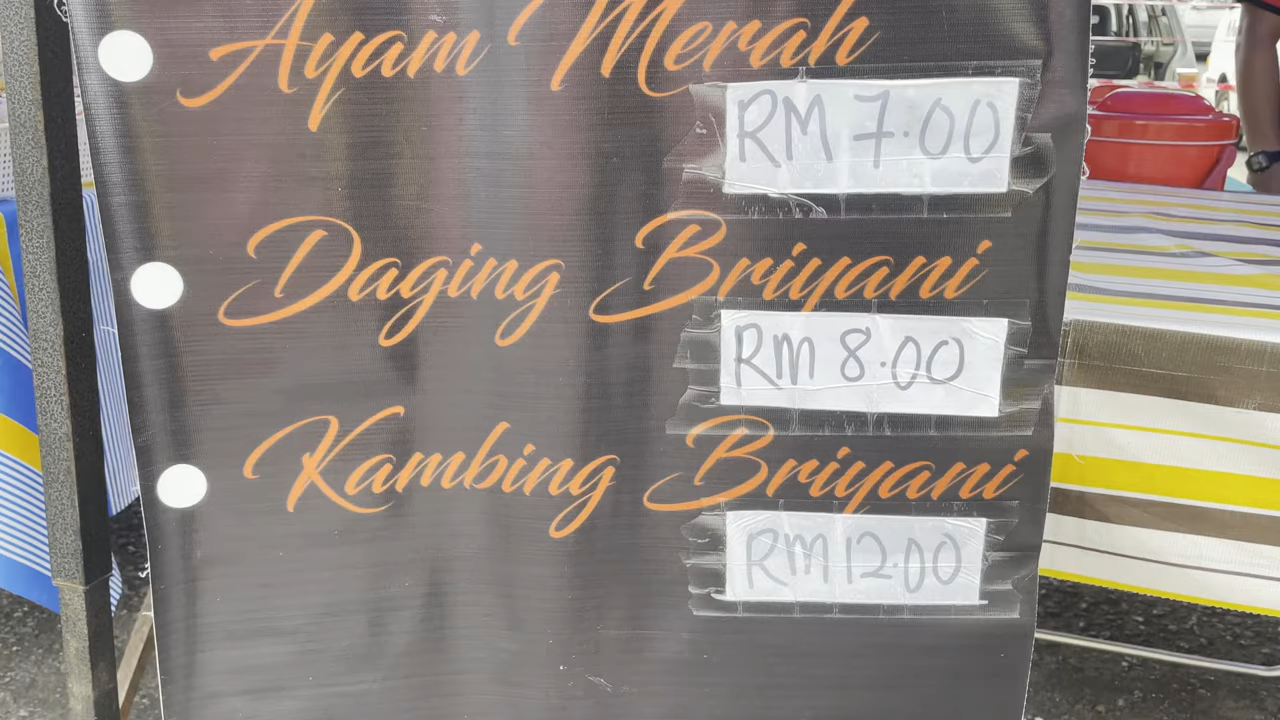 Ayam Merah
RM 7.00
Daging Briyani
RM 8.00
Kambing Briyani
RM 12.00